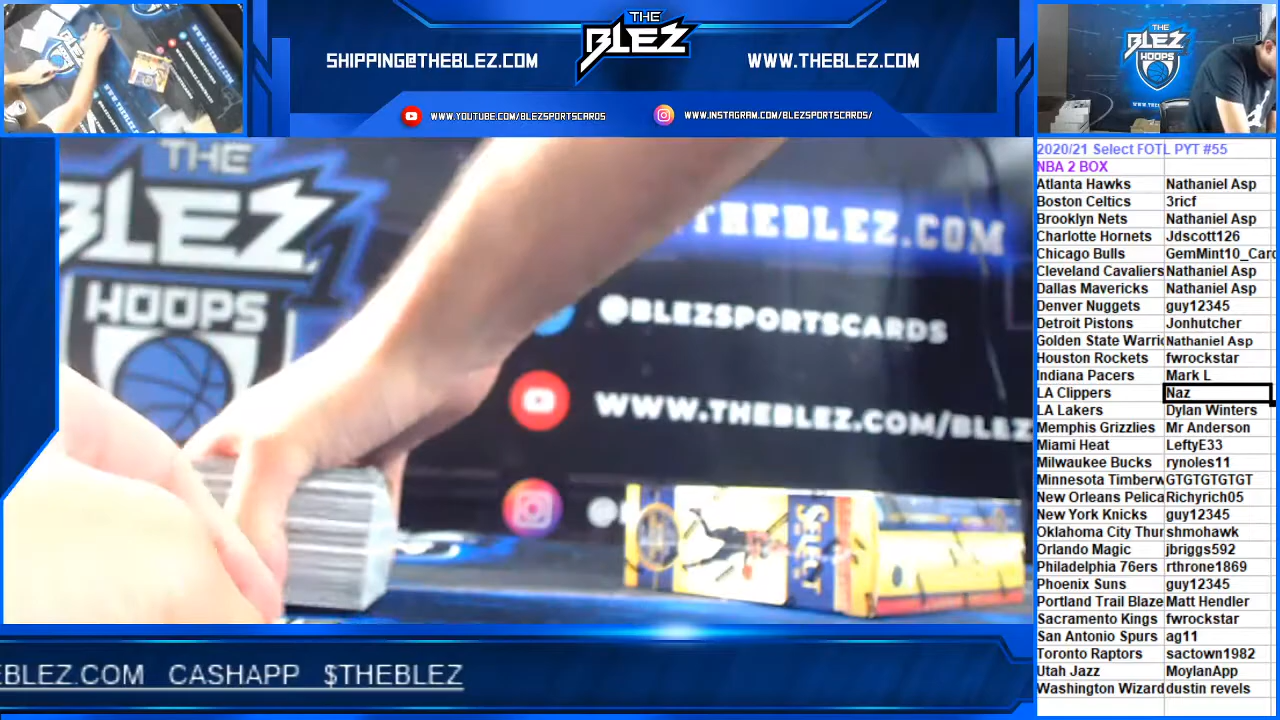 THE
BLEZ
SHIPPING@THEBLEZ.COM
WWW.THEBLEZ.COM
WWW.YOUTUBE.COM/BLEZSPORTSCARDS
WWW.INSTAGRAM.COM/BLEZSPORTSCARDS/
THE
BLEZ
HOOPS
THE
BLEZ
HOOPS
THEBLEZ.COM
@BLEZSPORTSCARDS
WWW.THEBLEZ.COM/BLEZ
@
SELECT
EBLEZ.COM CASHAPP $THEBLEZ
2020/21 Select FOTL PYT #55
NBA 2 BOX
Atlanta Hawks Nathaniel Asp
Boston Celtics 3ricf
Brooklyn Nets Nathaniel Asp
Charlotte Hornets Jdscott126
Chicago Bulls GemMint10_Card
Cleveland Cavaliers Nathaniel Asp
Dallas Mavericks Nathaniel Asp
Denver Nuggets guy12345
Detroit Pistons Jonhutcher
Golden State Warric Nathaniel Asp
Houston Rockets fwrockstar
Indiana Pacers Mark L
LA Clippers Naz
LA Lakers Dylan Winters
Memphis Grizzlies Mr Anderson
Miami Heat LeftyE33
Milwaukee Bucks rynoles11
Minnesota Timberw GTGTGTGTGT
New Orleans Pelica Richyrich05
New York Knicks guy12345
Oklahoma City Thur shmohawk
Orlando Magic jbriggs592
Philadelphia 76ers rthrone1869
Phoenix Suns guy12345
Portland Trail Blaze Matt Hendler
Sacramento Kings fwrockstar
San Antonio Spurs ag11
Toronto Raptors sactown1982
Utah Jazz MoylanApp
Washington Wizard dustin revels